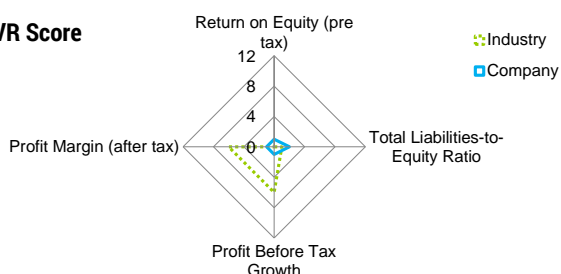 VR Score
Return on Equity (pre
tax)
Industry
Company
12
8
4
0
Profit Margin (after tax)
Total Liabilities-to-
Equity Ratio
Profit Before Tax
Growth